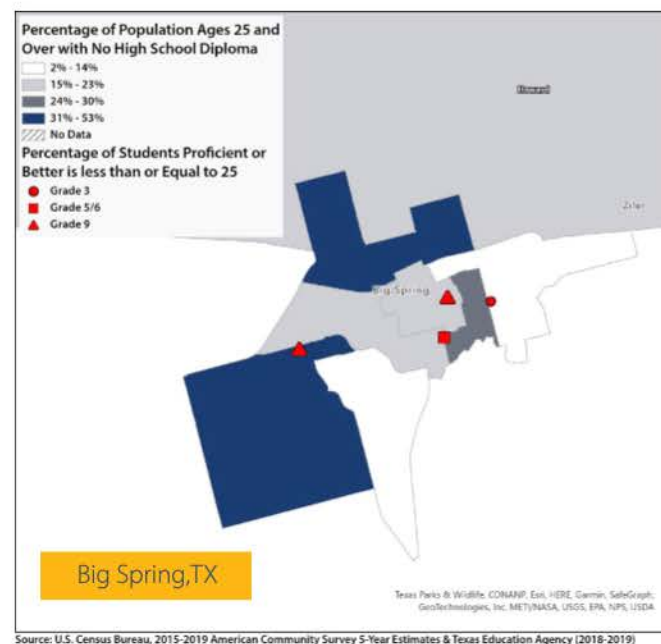 Percentage of Population Ages 25 and
Over with No High School Diploma
2% - 14%
15% - 23%
24% - 30%
31% - 53%
No Data
Percentage of Students Proficient or
Better is less than or Equal to 25
Grade 3
Grade 5/6
Grade 9
Howard
Big Spring
Big Spring,TX
Texas Parks & Wildlife, CONANP, Esri, HERE, Garmin, SafeGraph,
GeoTechnologies, Inc, METI/NASA, USGS, EPA, NPS, USDA
Source: U.S. Census Bureau, 2015-2019 American Community Survey 5-Year Estimates & Texas Education Agency (2018-2019)